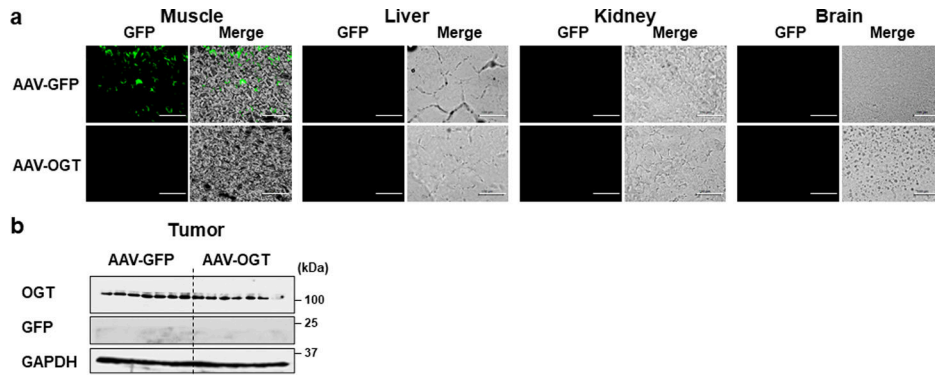 a
Muscle Liver Kidney Brain
GFP Merge GFP Merge GFP Merge GFP Merge
AAV-GFP
AAV-OGT
b
Tumor
AAV-GFP AAV-OGT (kDa)
OGT 100
GFP 25
GAPDH 37